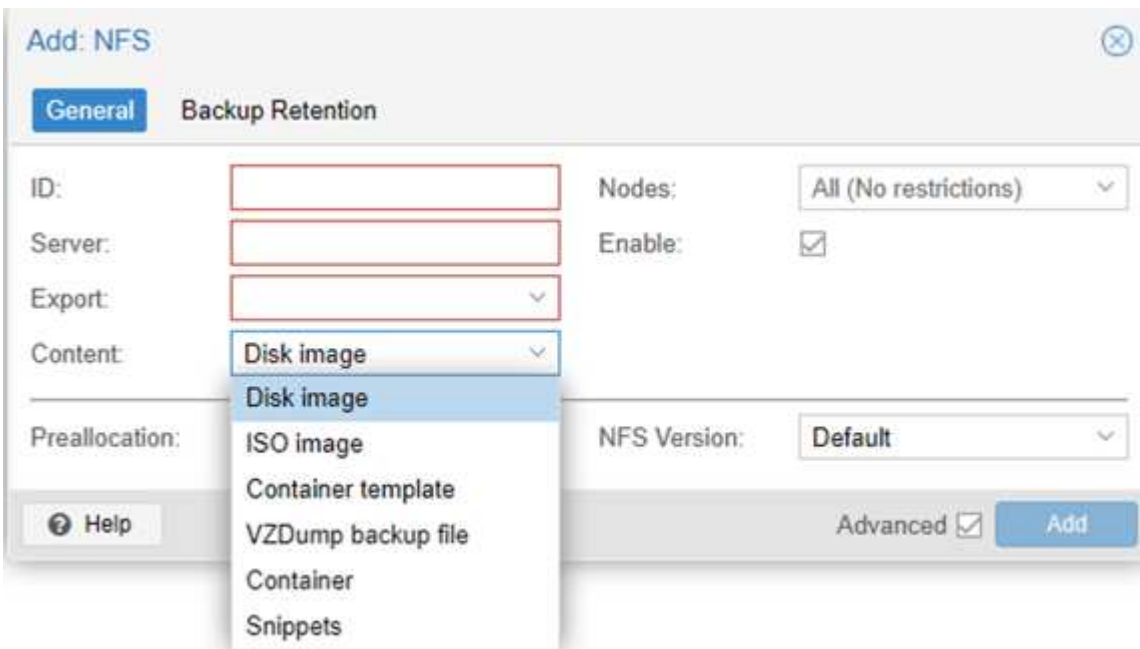 Add: NFS
General Backup Retention
ID: Nodes: All (No restrictions)
Server: Enable:
Export:
Content: Disk image
Disk image
Preallocation: ISO image NFS Version: Default
Container template
Help VZDump backup file Advanced Add
Container
Snippets